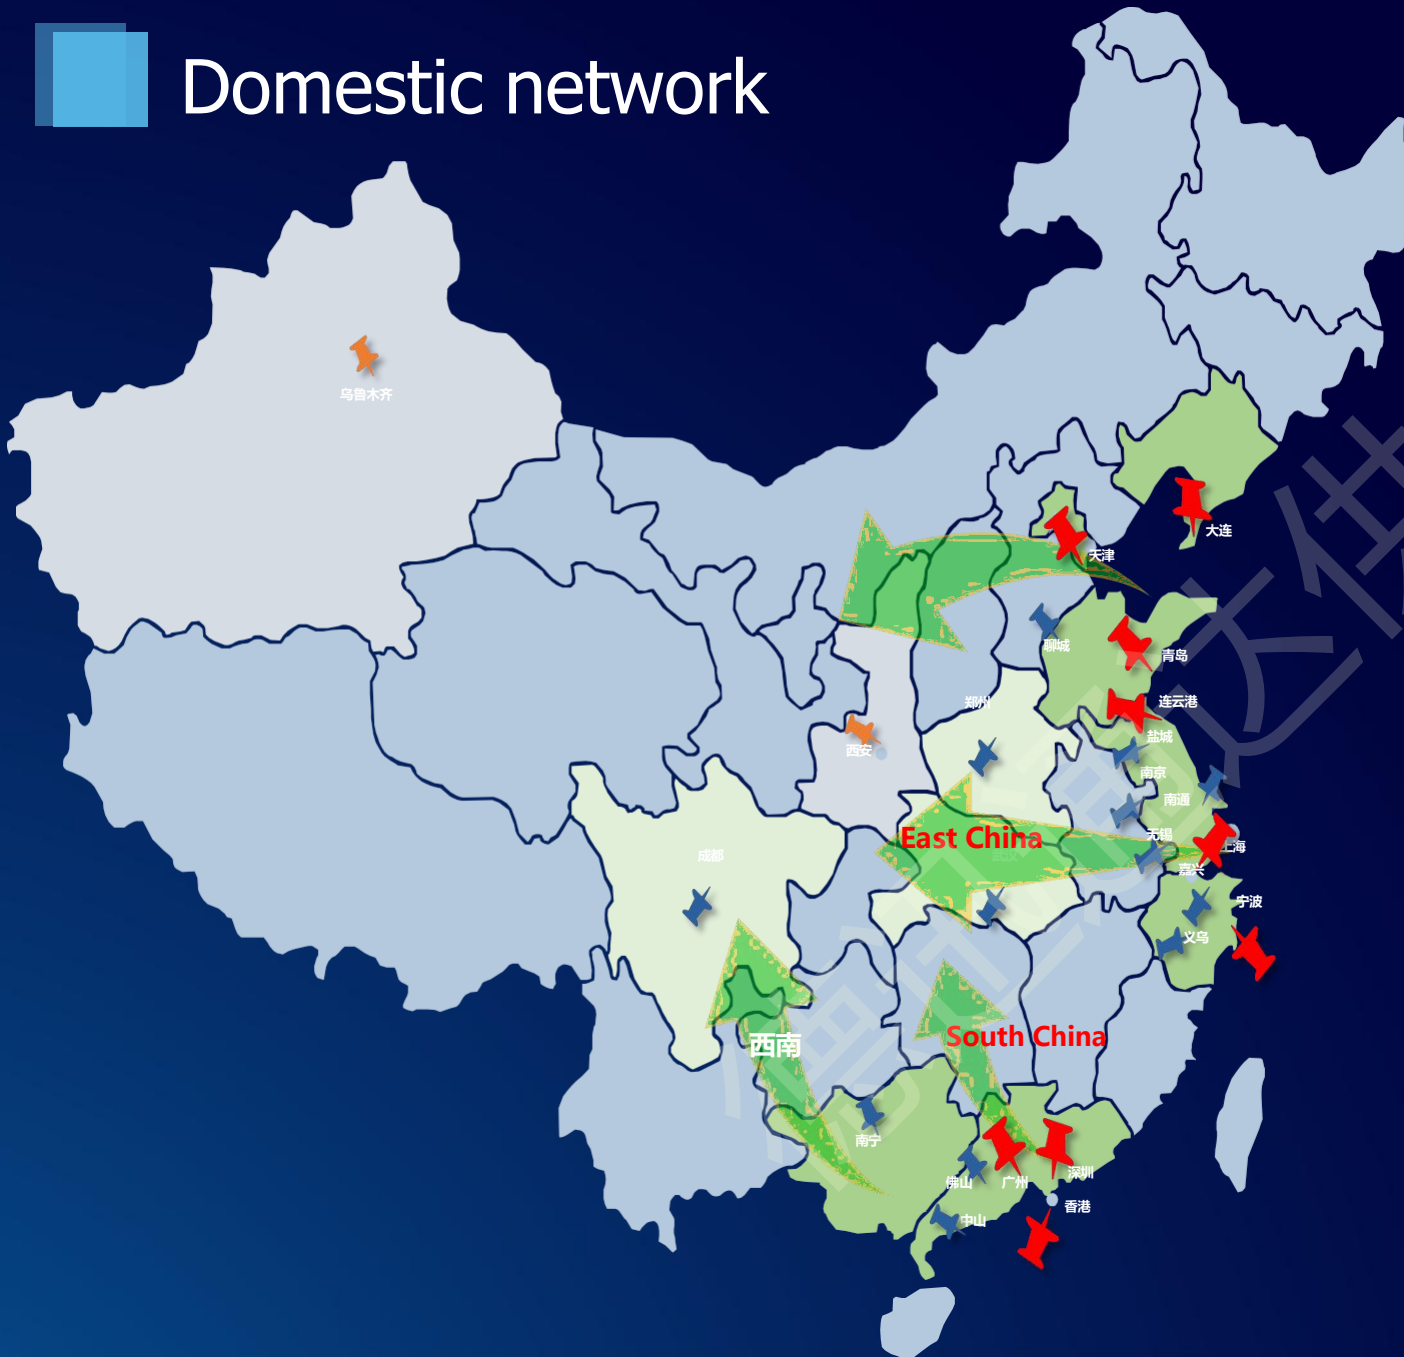 Domestic network
乌鲁木齐
大连
天津
聊城
青岛
郑州
连云港
盐城
西安
南京
南通
无锡
East China
武汉
上海
成都
嘉兴
宁波
义乌
South China
西南
南宁
佛山
广州
深圳
香港
中山